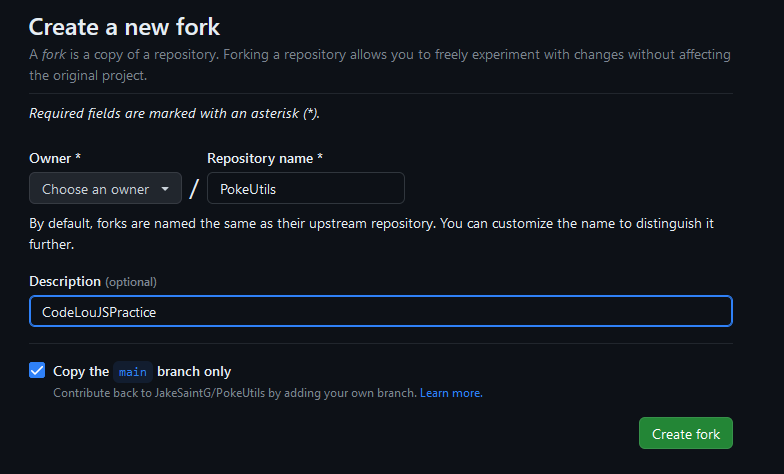 Create a new fork
A fork is a copy of a repository. Forking a repository allows you to freely experiment with changes without affecting
the original project.
Required fields are marked with an asterisk (*).
Owner * Repository name *
Choose an owner / PokeUtils
By default, forks are named the same as their upstream repository. You can customize the name to distinguish it
further.
Description (optional)
CodeLouJSPractice
Copy the main branch only
Contribute back to JakeSaintG/PokeUtils by adding your own branch. Learn more.
Create fork